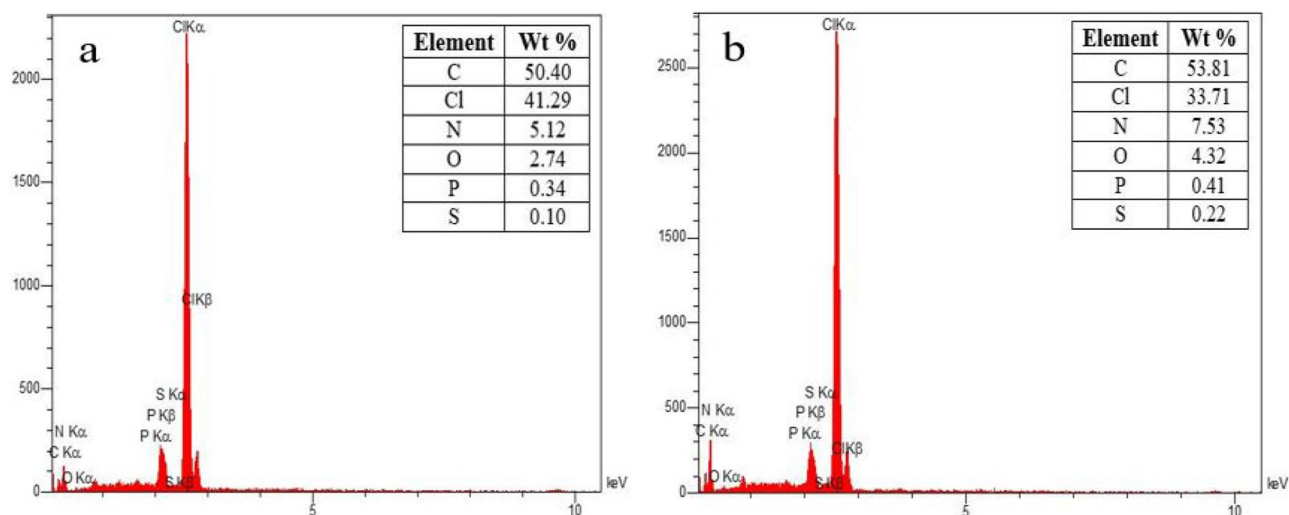 a
ClKα
Element Wt %
C 50.40
Cl 41.29
N 5.12
O 2.74
P 0.34
S 0.10
2000
1500
1000
ClKβ
500
S Kα
P Kβ
P Kα
N Kα
C Kα
O Kα
S Kβ
0
5
10
keV
b
ClKα
Element Wt %
C 53.81
Cl 33.71
N 7.53
O 4.32
P 0.41
S 0.22
2500
2000
1500
1000
500
S Kα
P Kβ
P Kα
N Kα
C Kα
ClKβ
O Kα
S Kβ
0
5
10
keV